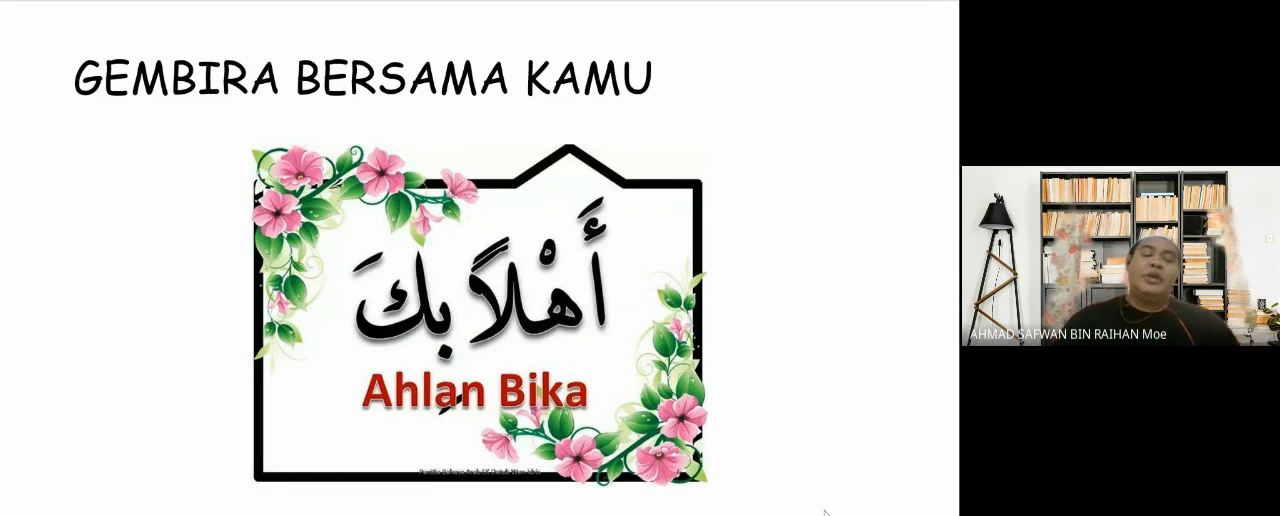 GEMBIRA BERSAMA KAMU
أَهْلاً بِكَ
Ahlan Bika
AHMAD SAFWAN BIN RAIHAN Moe